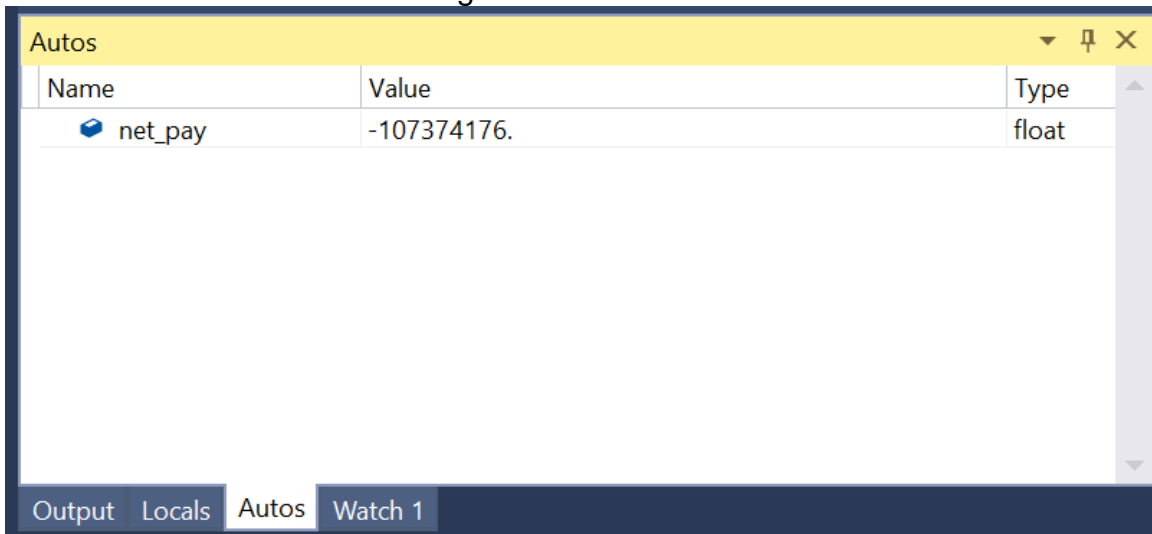 Autos
Name Value Type
net_pay -107374176. float
Output Locals Autos Watch 1